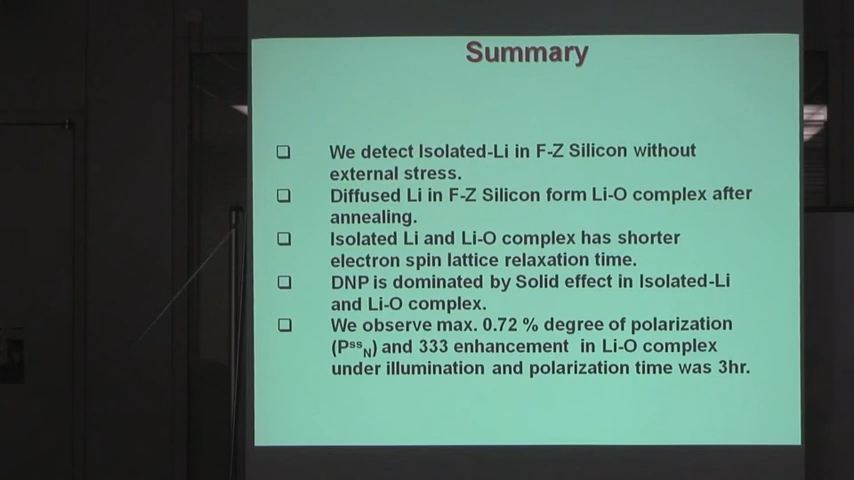 Summary
❑ We detect Isolated-Li in F-Z Silicon without
external stress.
❑ Diffused Li in F-Z Silicon form Li-O complex after
annealing.
❑ Isolated Li and Li-O complex has shorter
electron spin lattice relaxation time.
❑ DNP is dominated by Solid effect in Isolated-Li
and Li-O complex.
❑ We observe max. 0.72 % degree of polarization
(Pˢˢ_N) and 333 enhancement in Li-O complex
under illumination and polarization time was 3hr.